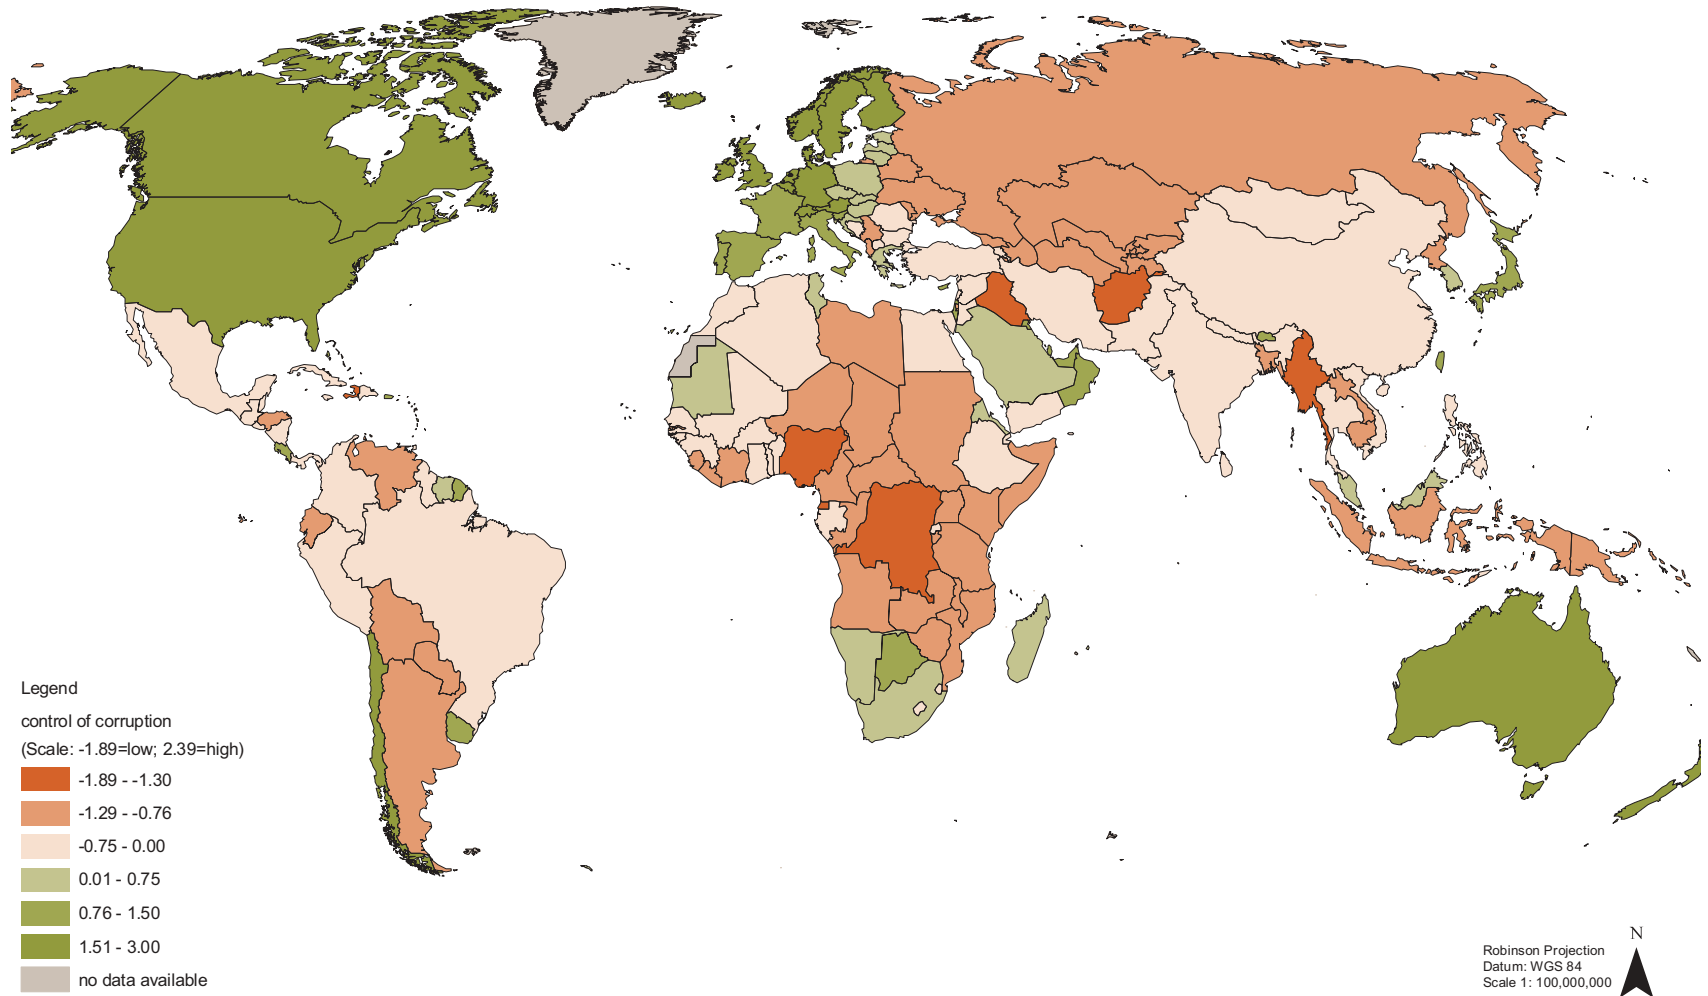 Legend
control of corruption
(Scale: -1.89=low; 2.39=high)
-1.89 - -1.30
-1.29 - -0.76
-0.75 - 0.00
0.01 - 0.75
0.76 - 1.50
1.51 - 3.00
no data available
N
Robinson Projection
Datum: WGS 84
Scale 1: 100,000,000